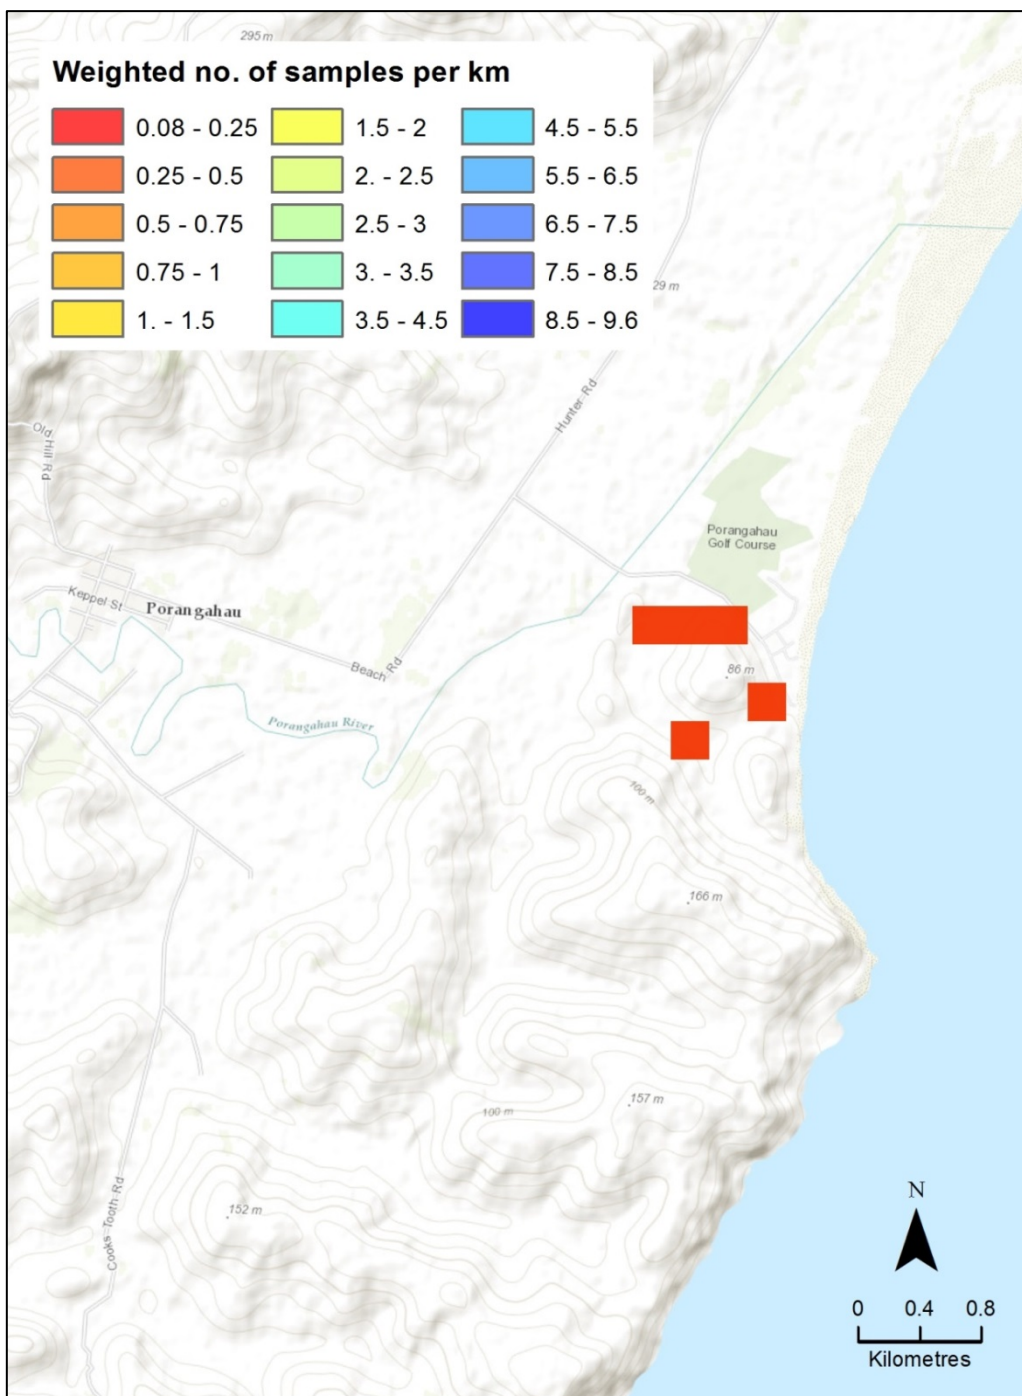 295 m
Weighted no. of samples per km
0.08 - 0.25
0.25 - 0.5
0.5 - 0.75
0.75 - 1
1. - 1.5
1.5 - 2
2. - 2.5
2.5 - 3
3. - 3.5
3.5 - 4.5
4.5 - 5.5
5.5 - 6.5
6.5 - 7.5
7.5 - 8.5
8.5 - 9.6
29 m
Hunter Rd
Old Hill Rd
Porangahau
Golf Course
Keppel St
Porangahau
Beach Rd
86 m
Porangahau River
100 m
166 m
157 m
100 m
152 m
Cooks Tooth Rd
N
0 0.4 0.8
Kilometres